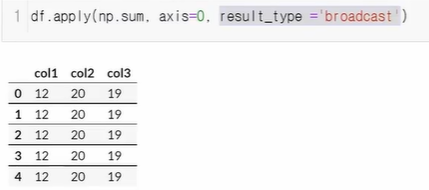 1 df.apply(np.sum, axis=0, result_type ='broadcast')
col1 col2 col3
0 12 20 19
1 12 20 19
2 12 20 19
3 12 20 19
4 12 20 19